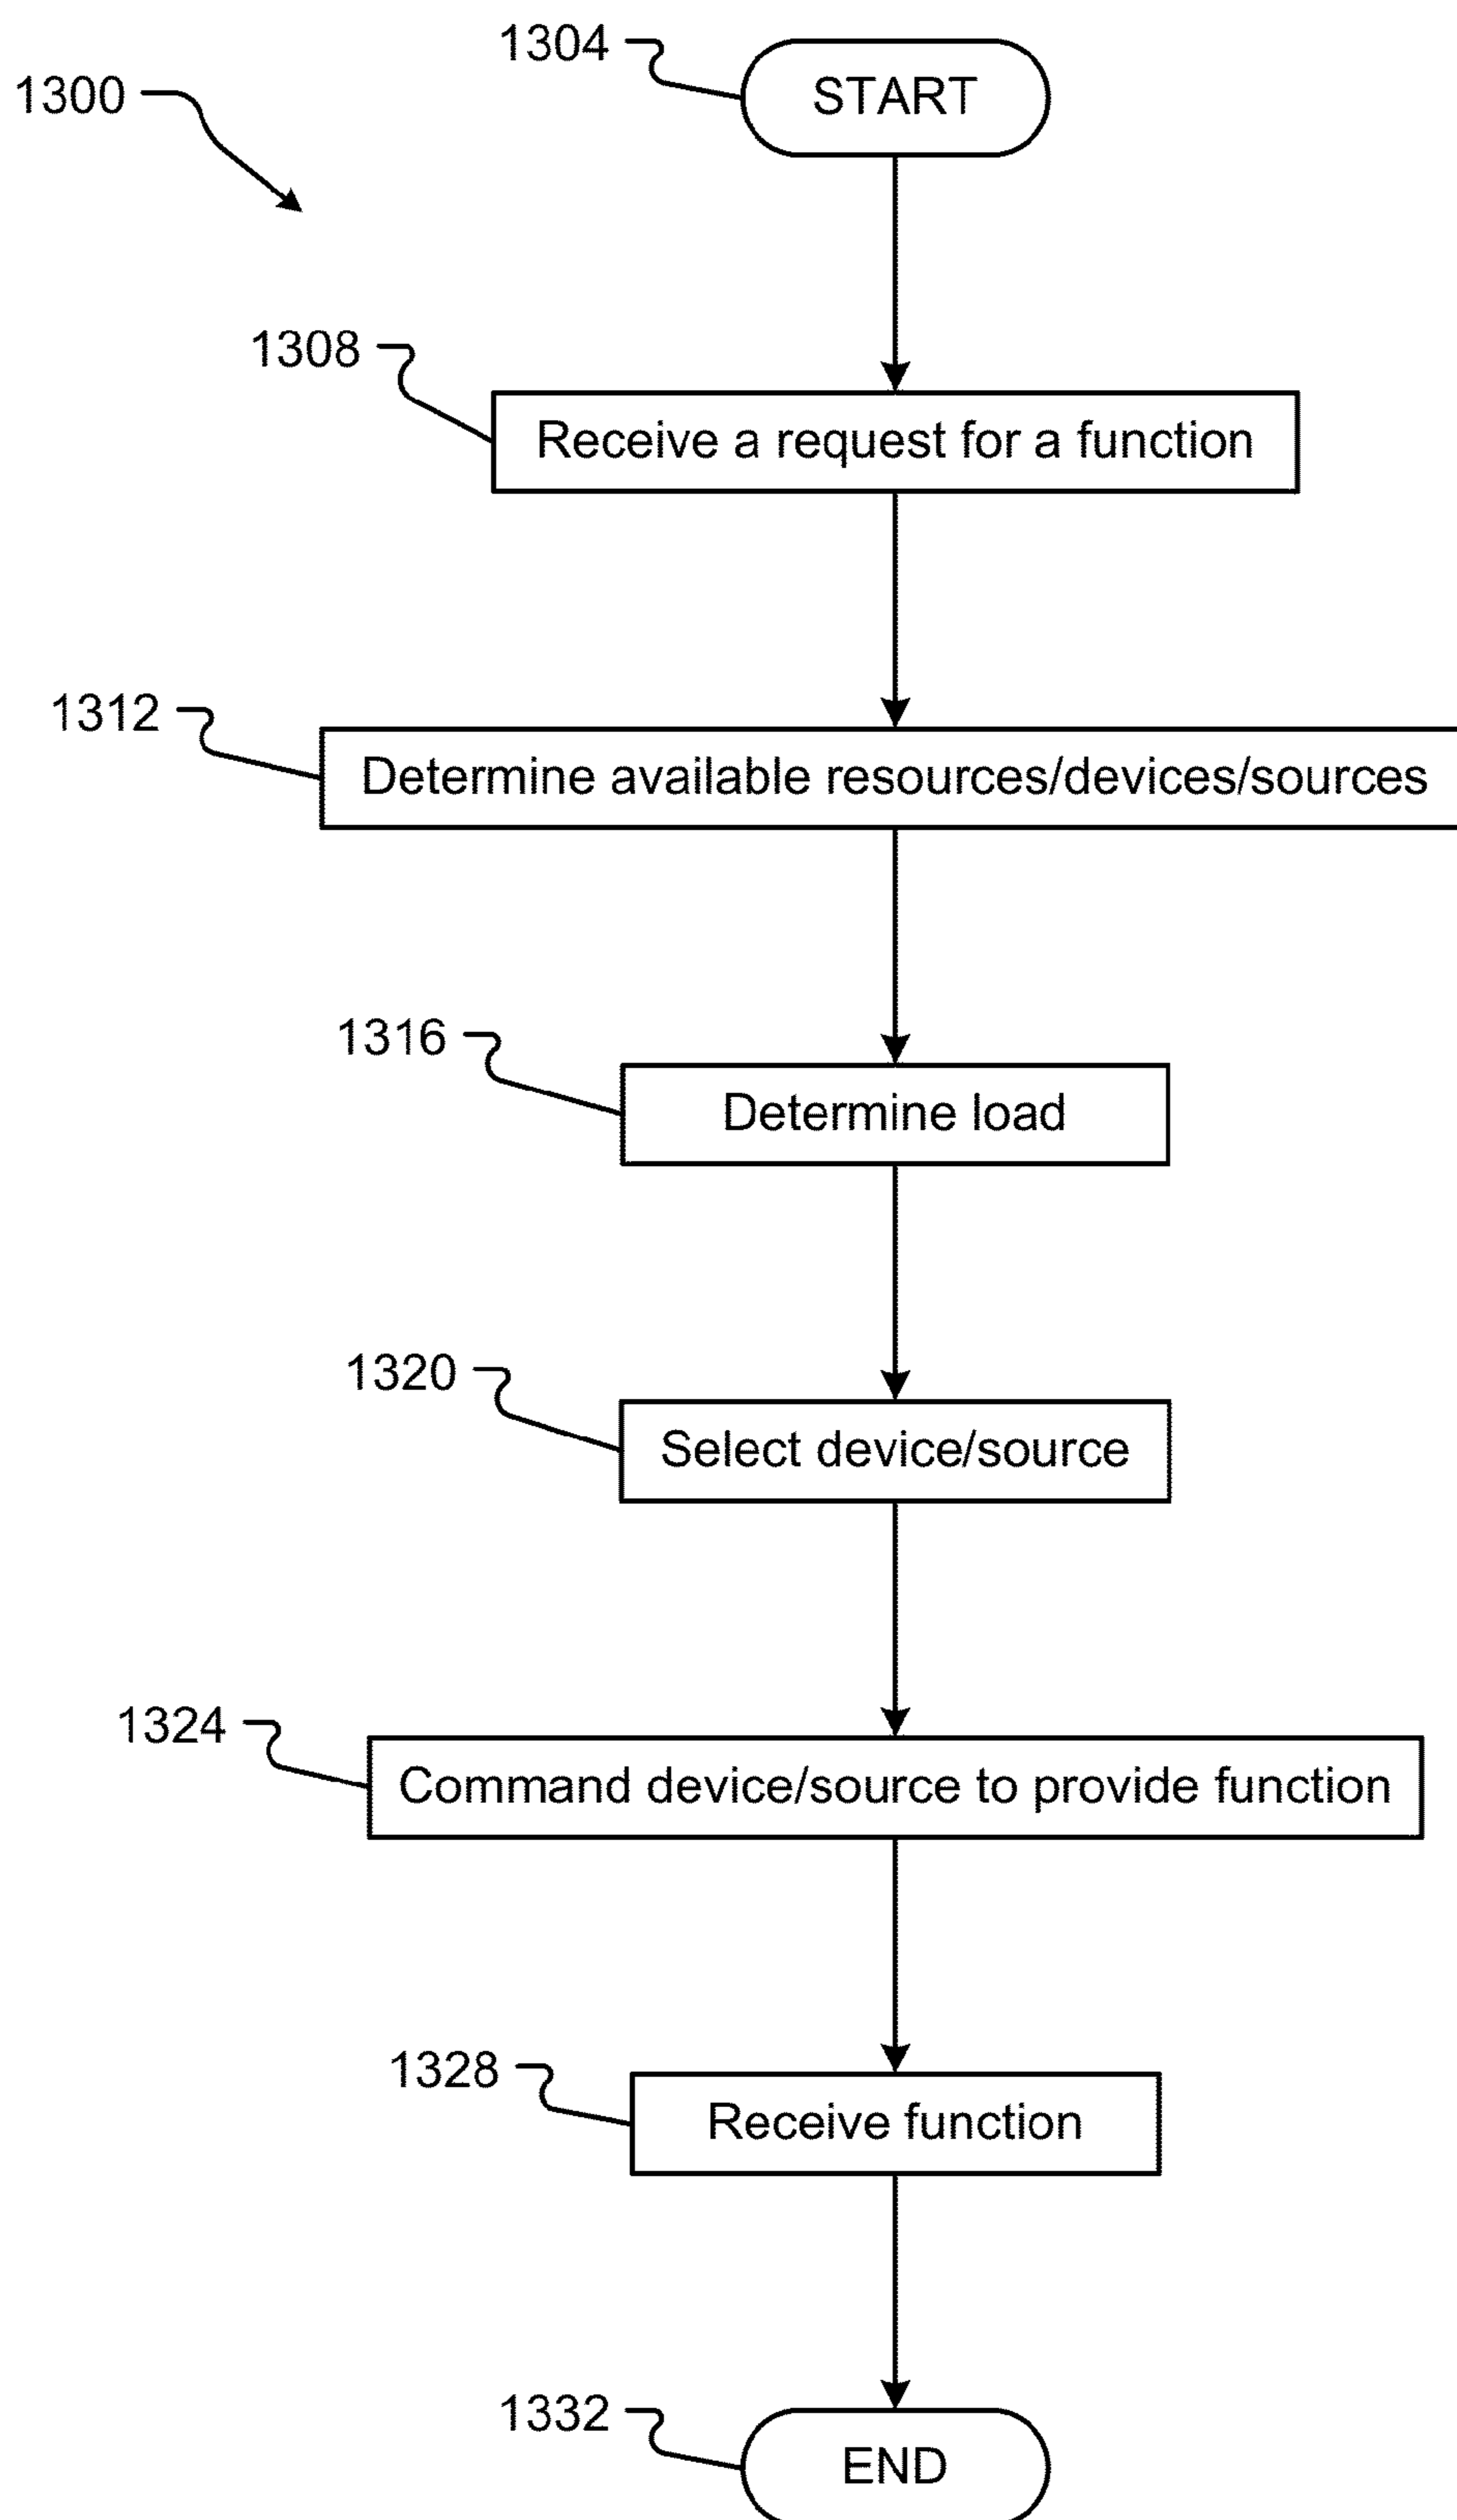 1304
START
1300
1308
Receive a request for a function
1312
Determine available resources/devices/sources
1316
Determine load
1320
Select device/source
1324
Command device/source to provide function
1328
Receive function
1332
END